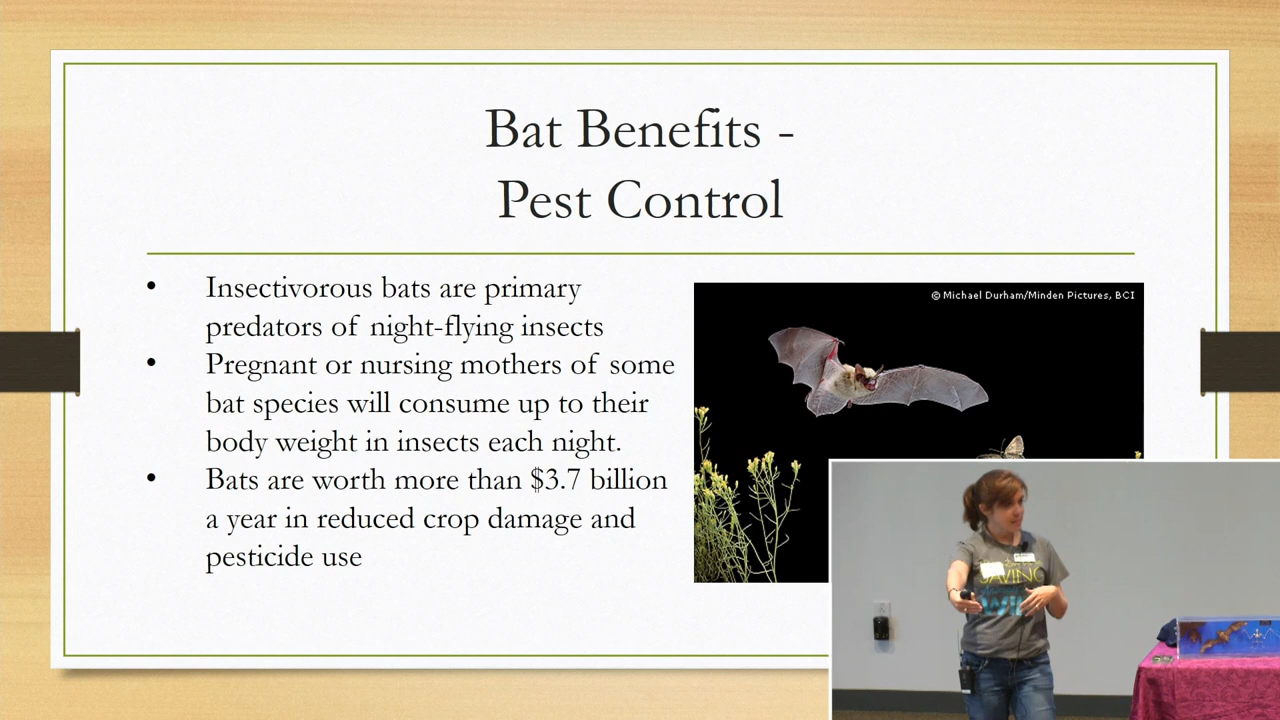 Bat Benefits -
Pest Control
• Insectivorous bats are primary
predators of night-flying insects
• Pregnant or nursing mothers of some
bat species will consume up to their
body weight in insects each night.
• Bats are worth more than $3.7 billion
a year in reduced crop damage and
pesticide use
© Michael Durham/Minden Pictures, BCI
SAVING